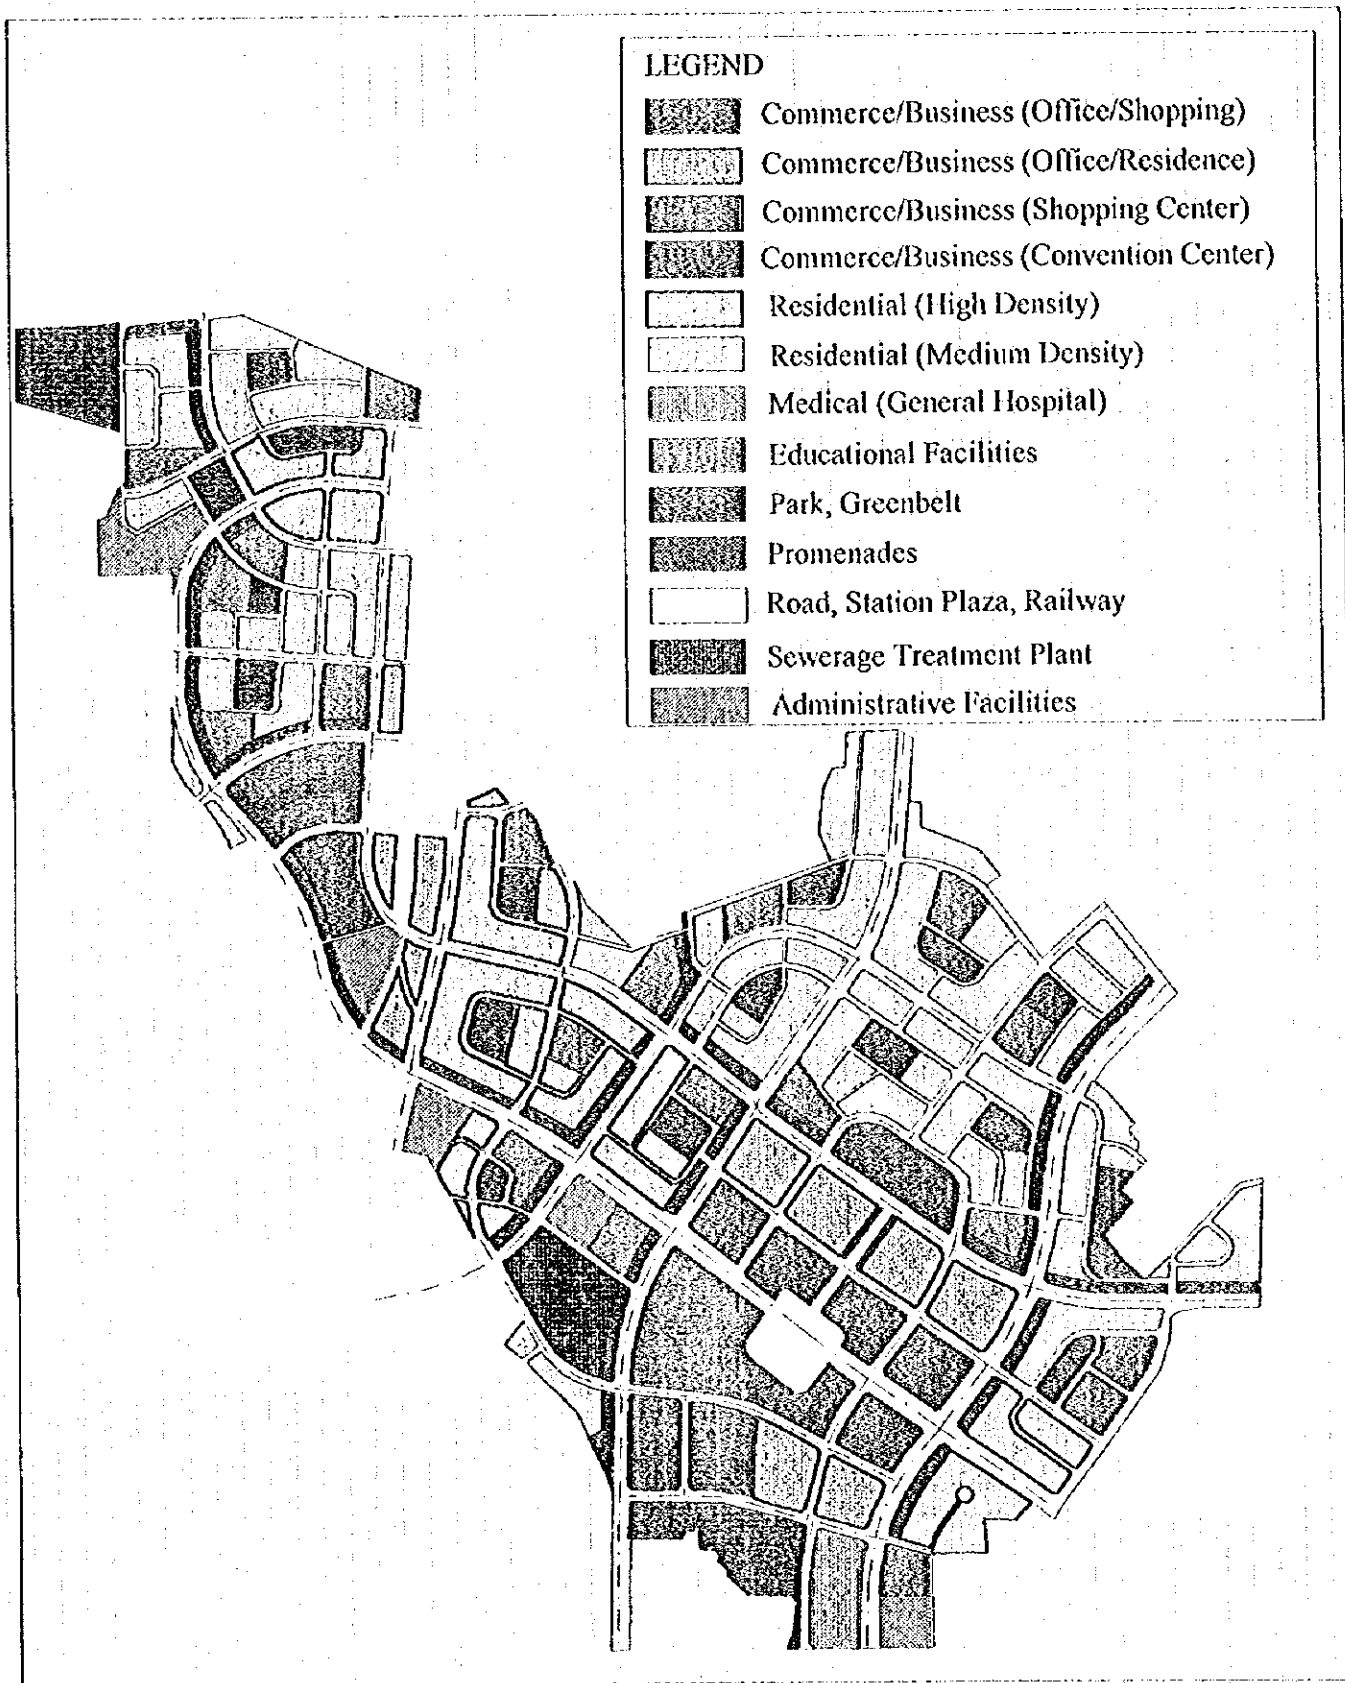 LEGEND
Commerce/Business (Office/Shopping)
Commerce/Business (Office/Residence)
Commerce/Business (Shopping Center)
Commerce/Business (Convention Center)
Residential (High Density)
Residential (Medium Density)
Medical (General Hospital)
Educational Facilities
Park, Greenbelt
Promenades
Road, Station Plaza, Railway
Sewerage Treatment Plant
Administrative Facilities